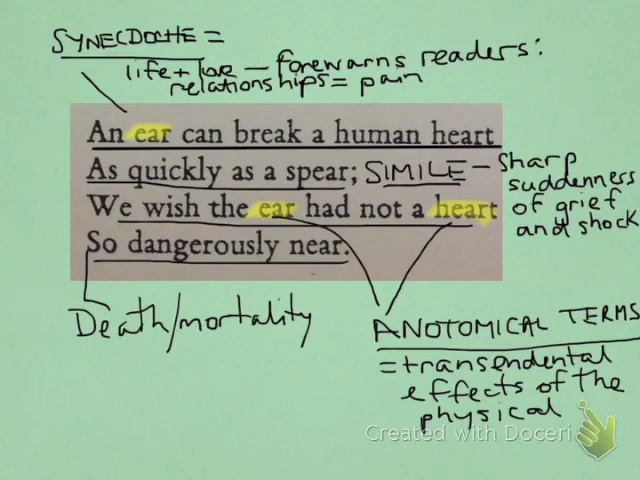 SYNECDOCHE =
life + love — forewarns readers:
relationships = pain
An ear can break a human heart
As quickly as a spear; SIMILE — sharp
suddenness
We wish the ear had not a heart of grief
and shock
So dangerously near.
Death/mortality
ANOTOMICAL TERMS
= transendental
effects of the
physical
Created with Doceri